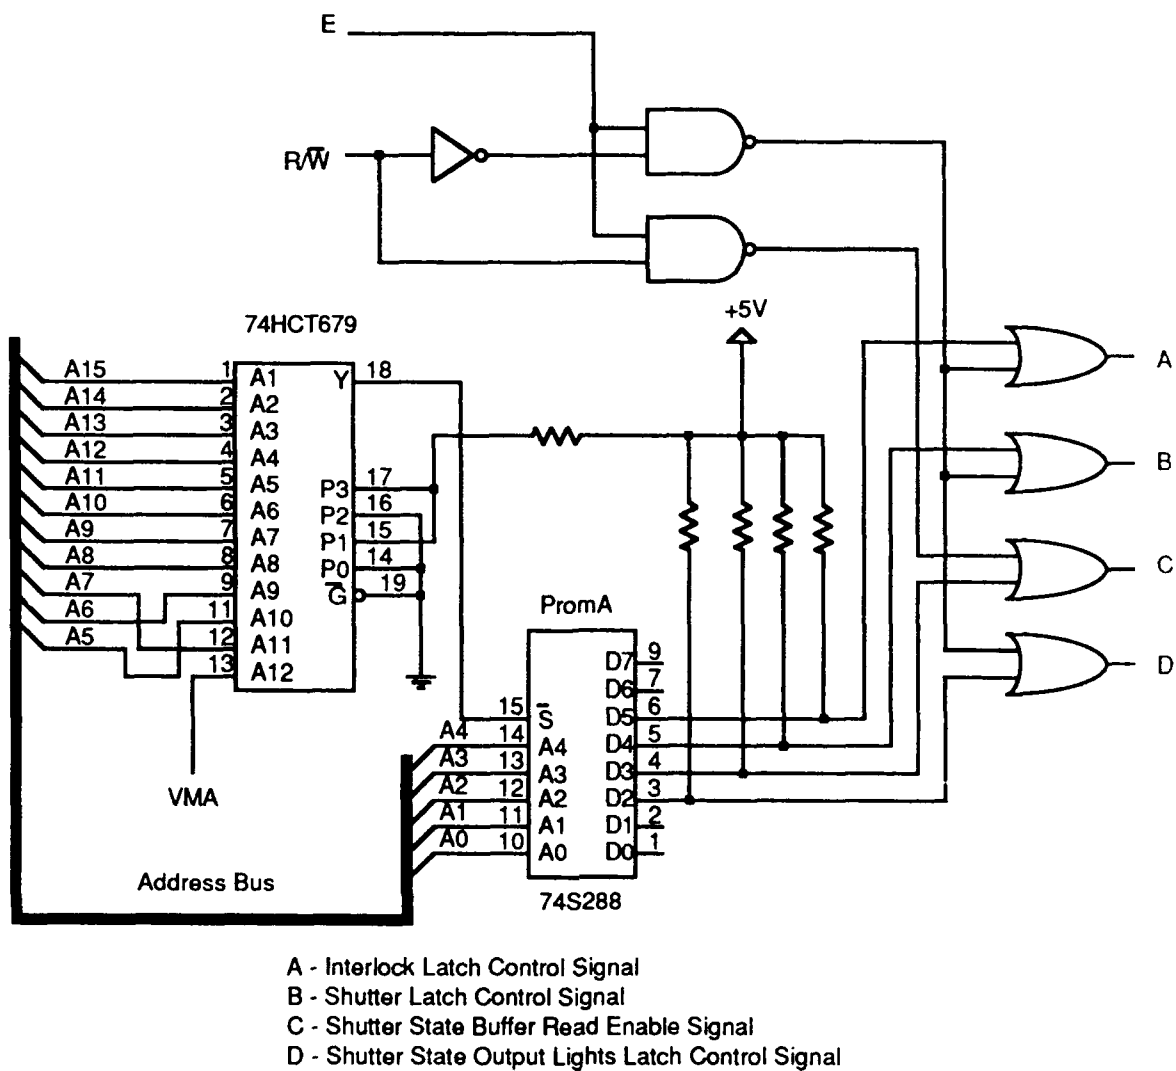 E
R/W̅
+5V
74HCT679
A15 1 A1 Y 18
A14 2 A2
A13 3 A3
A12 4 A4
A11 5 A5 P3 17
A10 6 A6 P2 16
A9 7 A7 P1 15
A8 8 A8 P0 14
A7 9 A9 G̅ 19
A6 11 A10
A5 12 A11
13 A12
VMA
PromA
D7 9
D6 7
15 S̅ D5 6
A4 14 A4 D4 5
A3 13 A3 D3 4
A2 12 A2 D2 3
A1 11 A1 D1 2
A0 10 A0 D0 1
74S288
Address Bus
A
B
C
D
A - Interlock Latch Control Signal
B - Shutter Latch Control Signal
C - Shutter State Buffer Read Enable Signal
D - Shutter State Output Lights Latch Control Signal